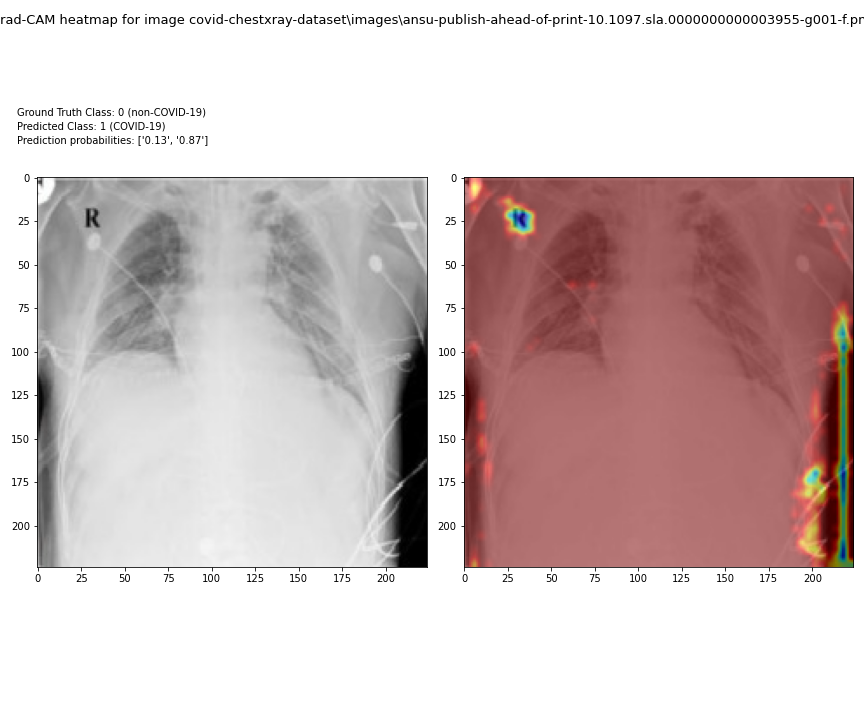 rad-CAM heatmap for image covid-chestxray-dataset\images\ansu-publish-ahead-of-print-10.1097.sla.0000000000003955-g001-f.pn
Ground Truth Class: 0 (non-COVID-19)
Predicted Class: 1 (COVID-19)
Prediction probabilities: ['0.13', '0.87']
R
0
25
50
75
100
125
150
175
200
0 25 50 75 100 125 150 175 200
R
0
25
50
75
100
125
150
175
200
0 25 50 75 100 125 150 175 200